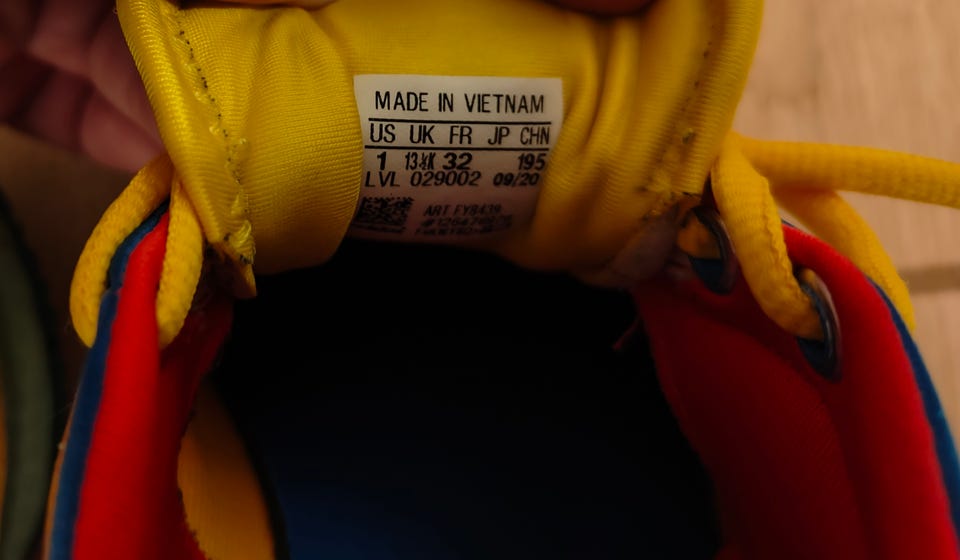 MADE IN VIETNAM
US UK FR JP CHN
1 13½K 32 195
LVL 029002 09/20
ART FY8439